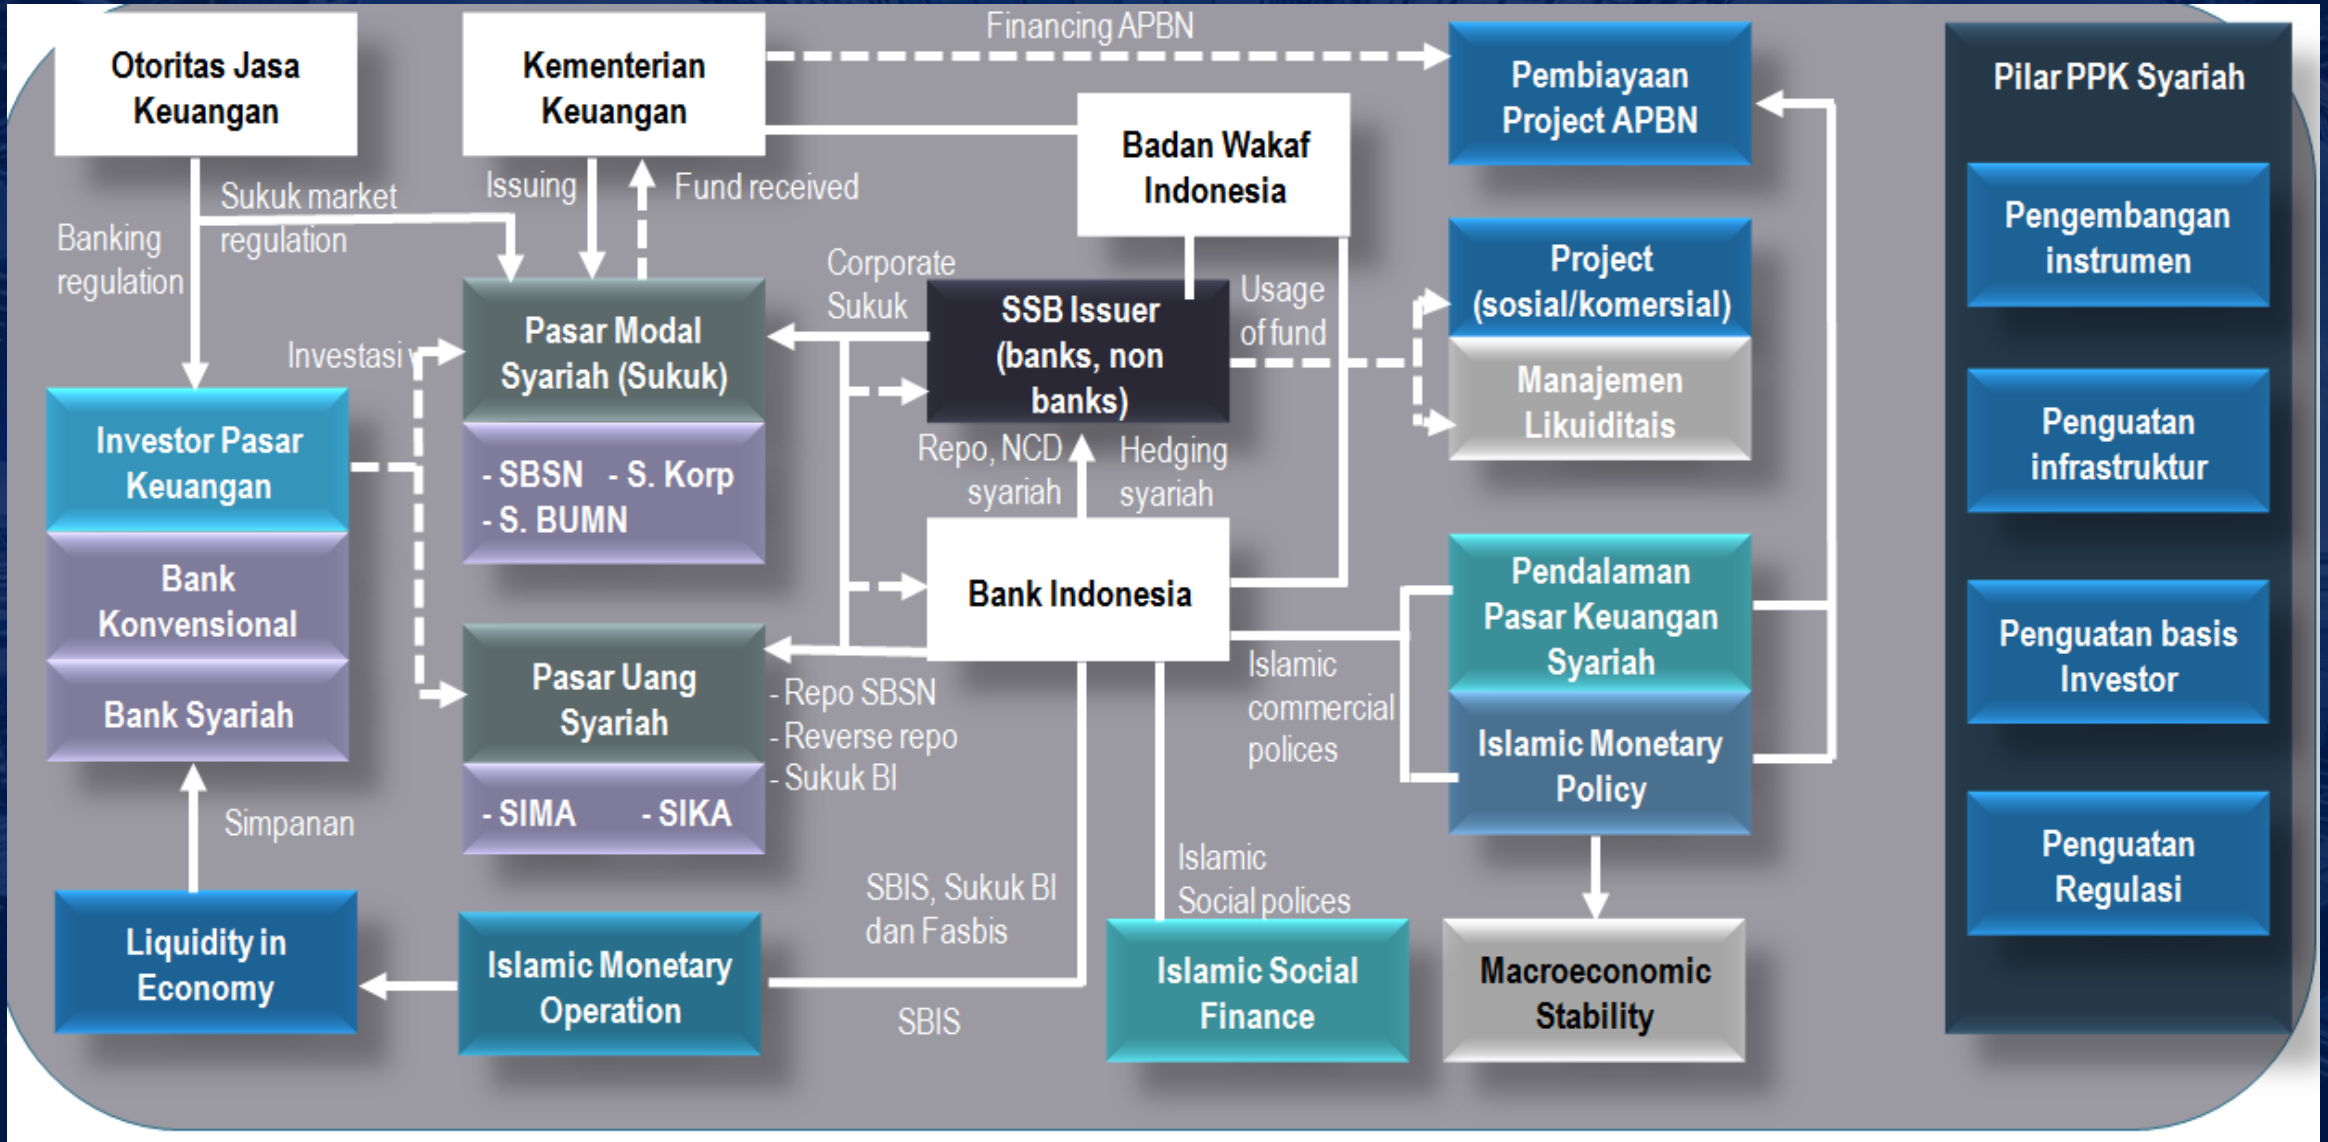 Financing APBN
Otoritas Jasa
Keuangan
Kementerian
Keuangan
Pembiayaan
Project APBN
Pilar PPK Syariah
Badan Wakaf
Indonesia
Issuing
Fund received
Sukuk market
regulation
Banking
regulation
Pengembangan
instrumen
Corporate
Sukuk
SSB Issuer
(banks, non
banks)
Usage
of fund
Project
(sosial/komersial)
Manajemen
Likuiditais
Investasi
Pasar Modal
Syariah (Sukuk)
- SBSN - S. Korp
- S. BUMN
Investor Pasar
Keuangan
Bank
Konvensional
Bank Syariah
Repo, NCD
syariah
Hedging
syariah
Penguatan
infrastruktur
Bank Indonesia
Pendalaman
Pasar Keuangan
Syariah
Islamic Monetary
Policy
Penguatan basis
Investor
Pasar Uang
Syariah
- SIMA - SIKA
- Repo SBSN
- Reverse repo
- Sukuk BI
Islamic
commercial
polices
Simpanan
Islamic
Social polices
SBIS, Sukuk BI
dan Fasbis
Penguatan
Regulasi
Liquidity in
Economy
Islamic Monetary
Operation
SBIS
Islamic Social
Finance
Macroeconomic
Stability